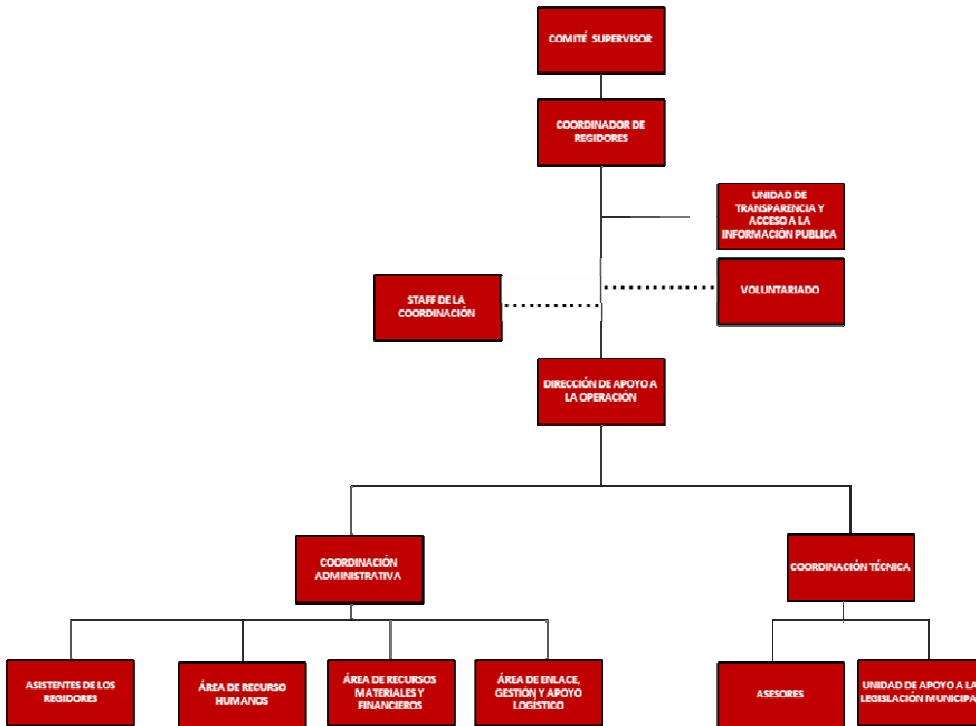 COMITÉ SUPERVISOR
COORDINADOR DE
REGIDORES
UNIDAD DE
TRANSPARENCIA Y
ACCESO A LA
INFORMACIÓN PUBLICA
STAFF DE LA
COORDINACIÓN
VOLUNTARIADO
DIRECCIÓN DE APOYO A
LA OPERACIÓN
COORDINACIÓN
ADMINISTRATIVA
COORDINACIÓN TÉCNICA
ASISTENTES DE LOS
REGIDORES
ÁREA DE RECURSO
HUMANOS
ÁREA DE RECURSOS
MATERIALES Y
FINANCIEROS
ÁREA DE ENLACE,
GESTIÓN Y APOYO
LOGÍSTICO
ASESORES
UNIDAD DE APOYO A LA
LEGISLACIÓN MUNICIPA